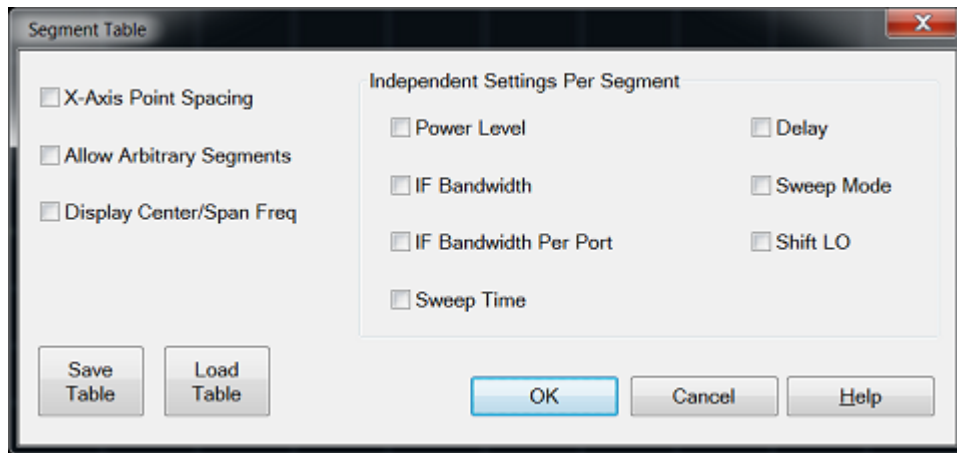 Segment Table
X-Axis Point Spacing
Allow Arbitrary Segments
Display Center/Span Freq
Independent Settings Per Segment
Power Level
Delay
IF Bandwidth
Sweep Mode
IF Bandwidth Per Port
Shift LO
Sweep Time
Save
Table
Load
Table
OK
Cancel
Help